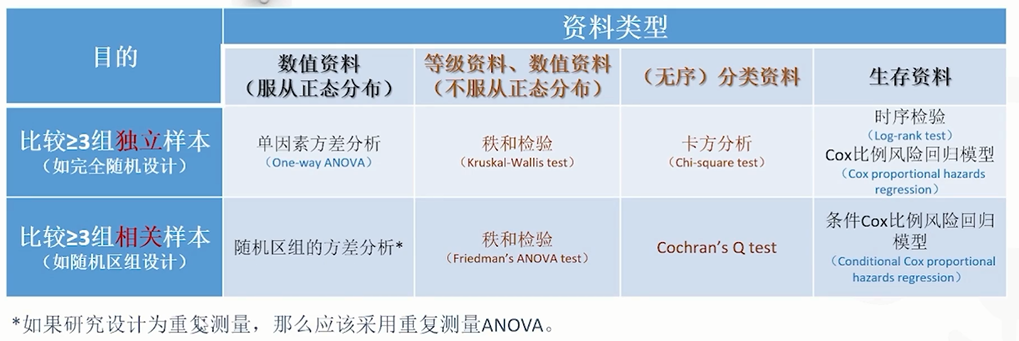 目的
资料类型
数值资料
（服从正态分布）
等级资料、数值资料
（不服从正态分布）
（无序）分类资料
生存资料
比较≥3组独立样本
（如完全随机设计）
单因素方差分析
（One-way ANOVA）
秩和检验
（Kruskal-Wallis test）
卡方分析
（Chi-square test）
时序检验
（Log-rank test）
Cox比例风险回归模型
（Cox proportional hazards
regression）
比较≥3组相关样本
（如随机区组设计）
随机区组的方差分析*
秩和检验
（Friedman's ANOVA test）
Cochran's Q test
条件Cox比例风险回归
模型
（Conditional Cox proportional
hazards regression）
*如果研究设计为重复测量，那么应该采用重复测量ANOVA。